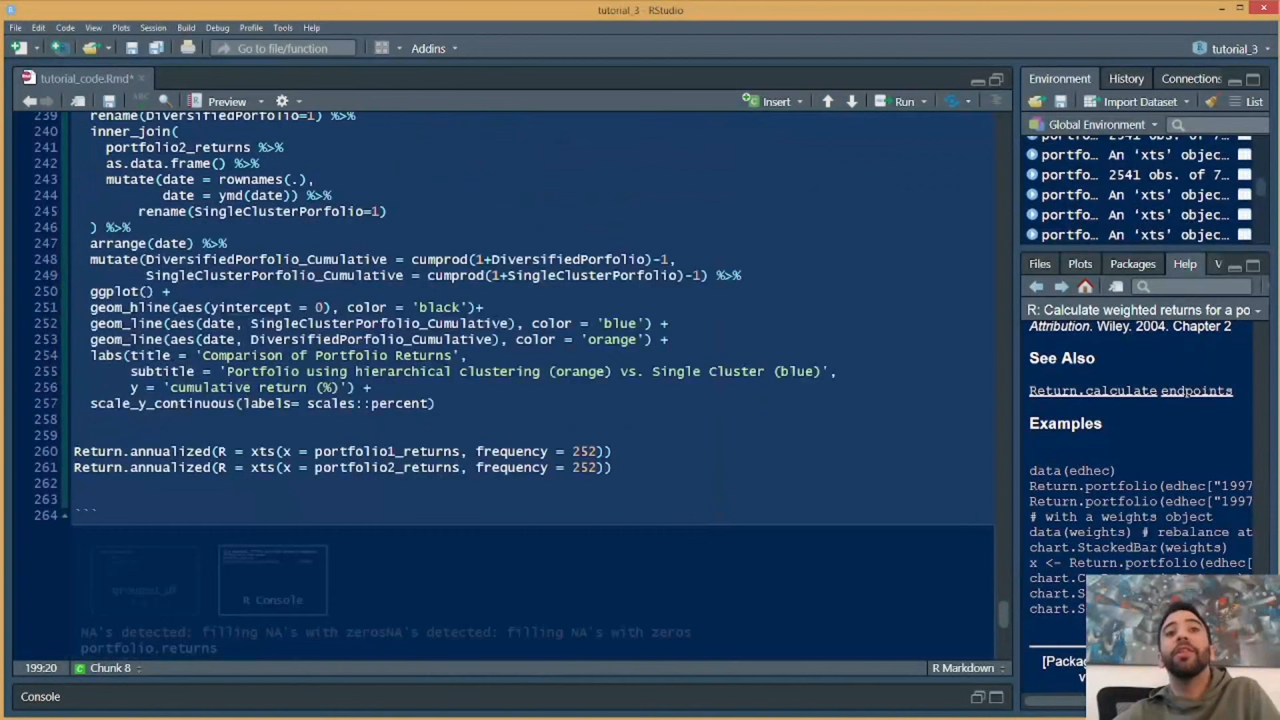 tutorial_3 - RStudio
File Edit Code View Plots Session Build Debug Profile Tools Help
Go to file/function Addins tutorial_3
tutorial_code.Rmd*
Preview Insert Run
239 rename(DiversifiedPorfolio=1) %>%
240 inner_join(
241 portfolio2_returns %>%
242 as.data.frame() %>%
243 mutate(date = rownames(.),
244 date = ymd(date)) %>%
245 rename(SingleClusterPorfolio=1)
246 ) %>%
247 arrange(date) %>%
248 mutate(DiversifiedPorfolio_Cumulative = cumprod(1+DiversifiedPorfolio)-1,
249 SingleClusterPorfolio_Cumulative = cumprod(1+SingleClusterPorfolio)-1) %>%
250 ggplot() +
251 geom_hline(aes(yintercept = 0), color = 'black')+
252 geom_line(aes(date, SingleClusterPorfolio_Cumulative), color = 'blue') +
253 geom_line(aes(date, DiversifiedPorfolio_Cumulative), color = 'orange') +
254 labs(title = 'Comparison of Portfolio Returns',
255 subtitle = 'Portfolio using hierarchical clustering (orange) vs. Single Cluster (blue)',
256 y = 'cumulative return (%)') +
257 scale_y_continuous(labels= scales::percent)
258
259
260 Return.annualized(R = xts(x = portfolio1_returns, frequency = 252))
261 Return.annualized(R = xts(x = portfolio2_returns, frequency = 252))
262
263
264 ```
R Console
NA's detected: filling NA's with zerosNA's detected: filling NA's with zeros
portfolio.returns
199:20 Chunk 8 R Markdown
Console
Environment History Connections
Import Dataset List
Global Environment
portfo… 2541 obs. of 7…
portfo… An 'xts' objec…
portfo… 2541 obs. of 7…
portfo… An 'xts' objec…
portfo… An 'xts' objec…
portfo… An 'xts' objec…
Files Plots Packages Help V
R: Calculate weighted returns for a po
Attribution. Wiley. 2004. Chapter 2
See Also
Return.calculate endpoints
Examples
data(edhec)
Return.portfolio(edhec["1997
Return.portfolio(edhec["1997
# with a weights object
data(weights) # rebalance at
chart.StackedBar(weights)
x <- Return.portfolio(edhec[
chart.C
chart.S
chart.S
[Packa
v